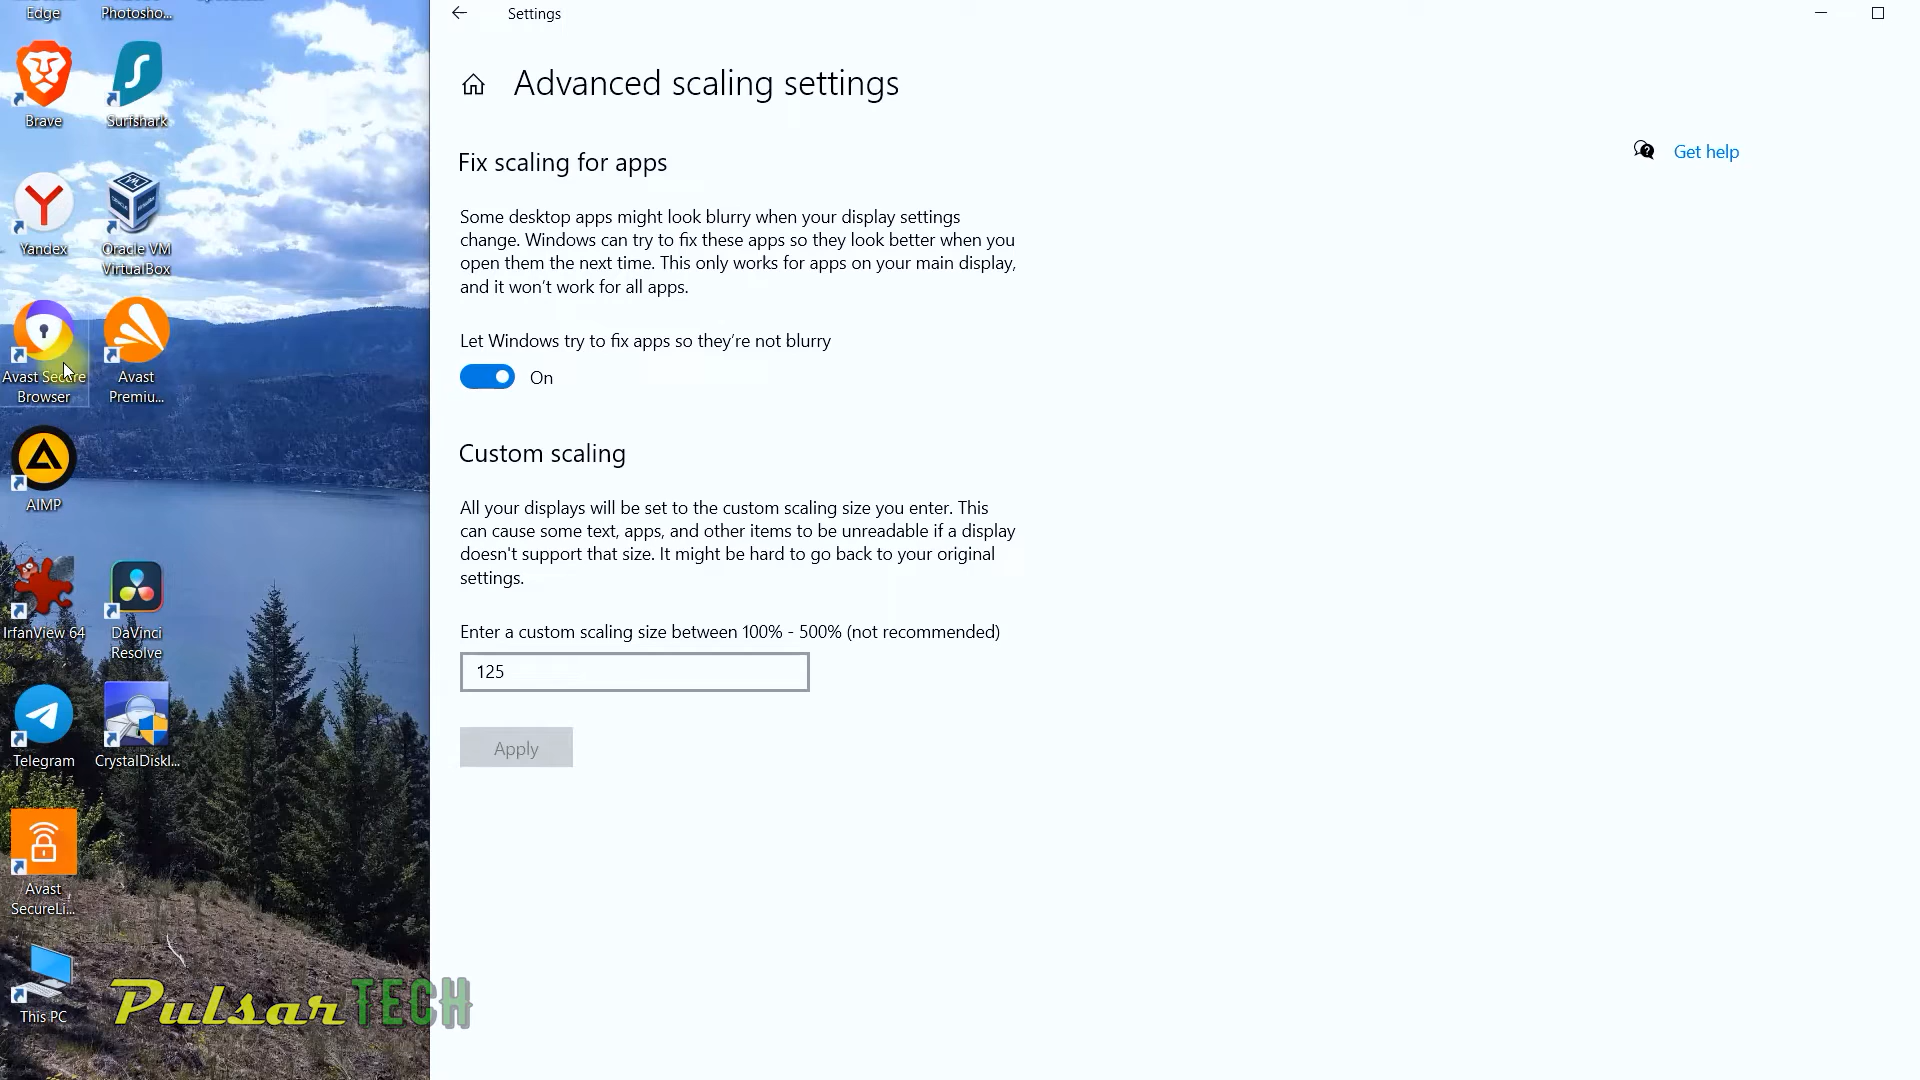 Edge
Photosho...
Brave
Surfshark
Yandex
Oracle VM
VirtualBox
Avast Secure
Browser
Avast
Premiu...
AIMP
IrfanView 64
DaVinci
Resolve
Telegram
CrystalDiskI...
Avast
SecureLi...
This PC
Pulsar TECH
Settings
Advanced scaling settings
Fix scaling for apps
Some desktop apps might look blurry when your display settings
change. Windows can try to fix these apps so they look better when you
open them the next time. This only works for apps on your main display,
and it won't work for all apps.
Let Windows try to fix apps so they're not blurry
On
Custom scaling
All your displays will be set to the custom scaling size you enter. This
can cause some text, apps, and other items to be unreadable if a display
doesn't support that size. It might be hard to go back to your original
settings.
Enter a custom scaling size between 100% - 500% (not recommended)
125
Apply
Get help